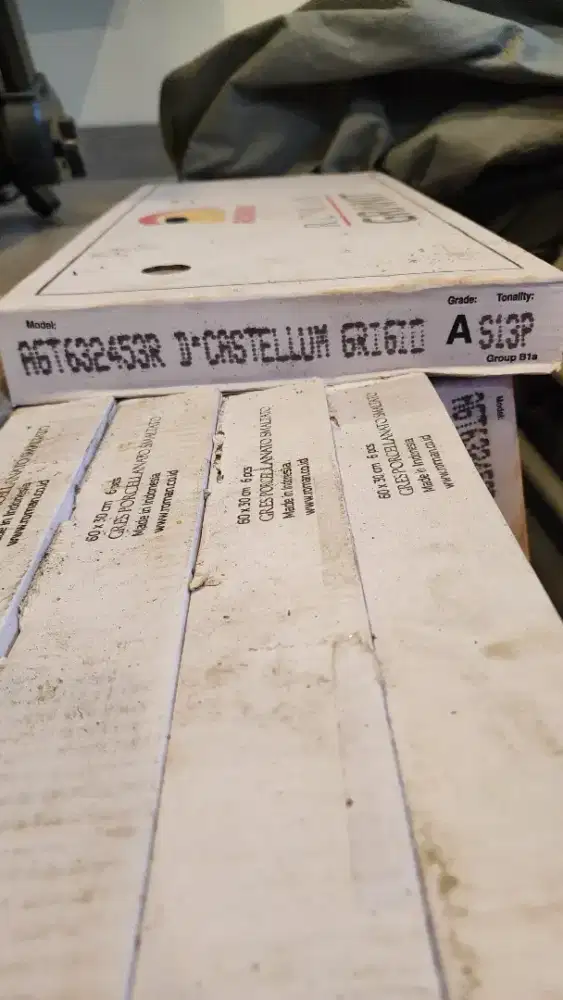 Model:
AGT632453R D'CASTELLUM GRIGIO
Grade:
A
Tonality:
S13P
Group B1a
Model:
60 x 30 cm 6 pcs
GRES PORCELLANATO SMALTATO
Made in Indonesia
www.roman.co.id
60 x 30 cm 6 pcs
GRES PORCELLANATO SMALTATO
Made in Indonesia
www.roman.co.id
60 x 30 cm 6 pcs
GRES PORCELLANATO SMALTATO
Made in Indonesia
www.roman.co.id